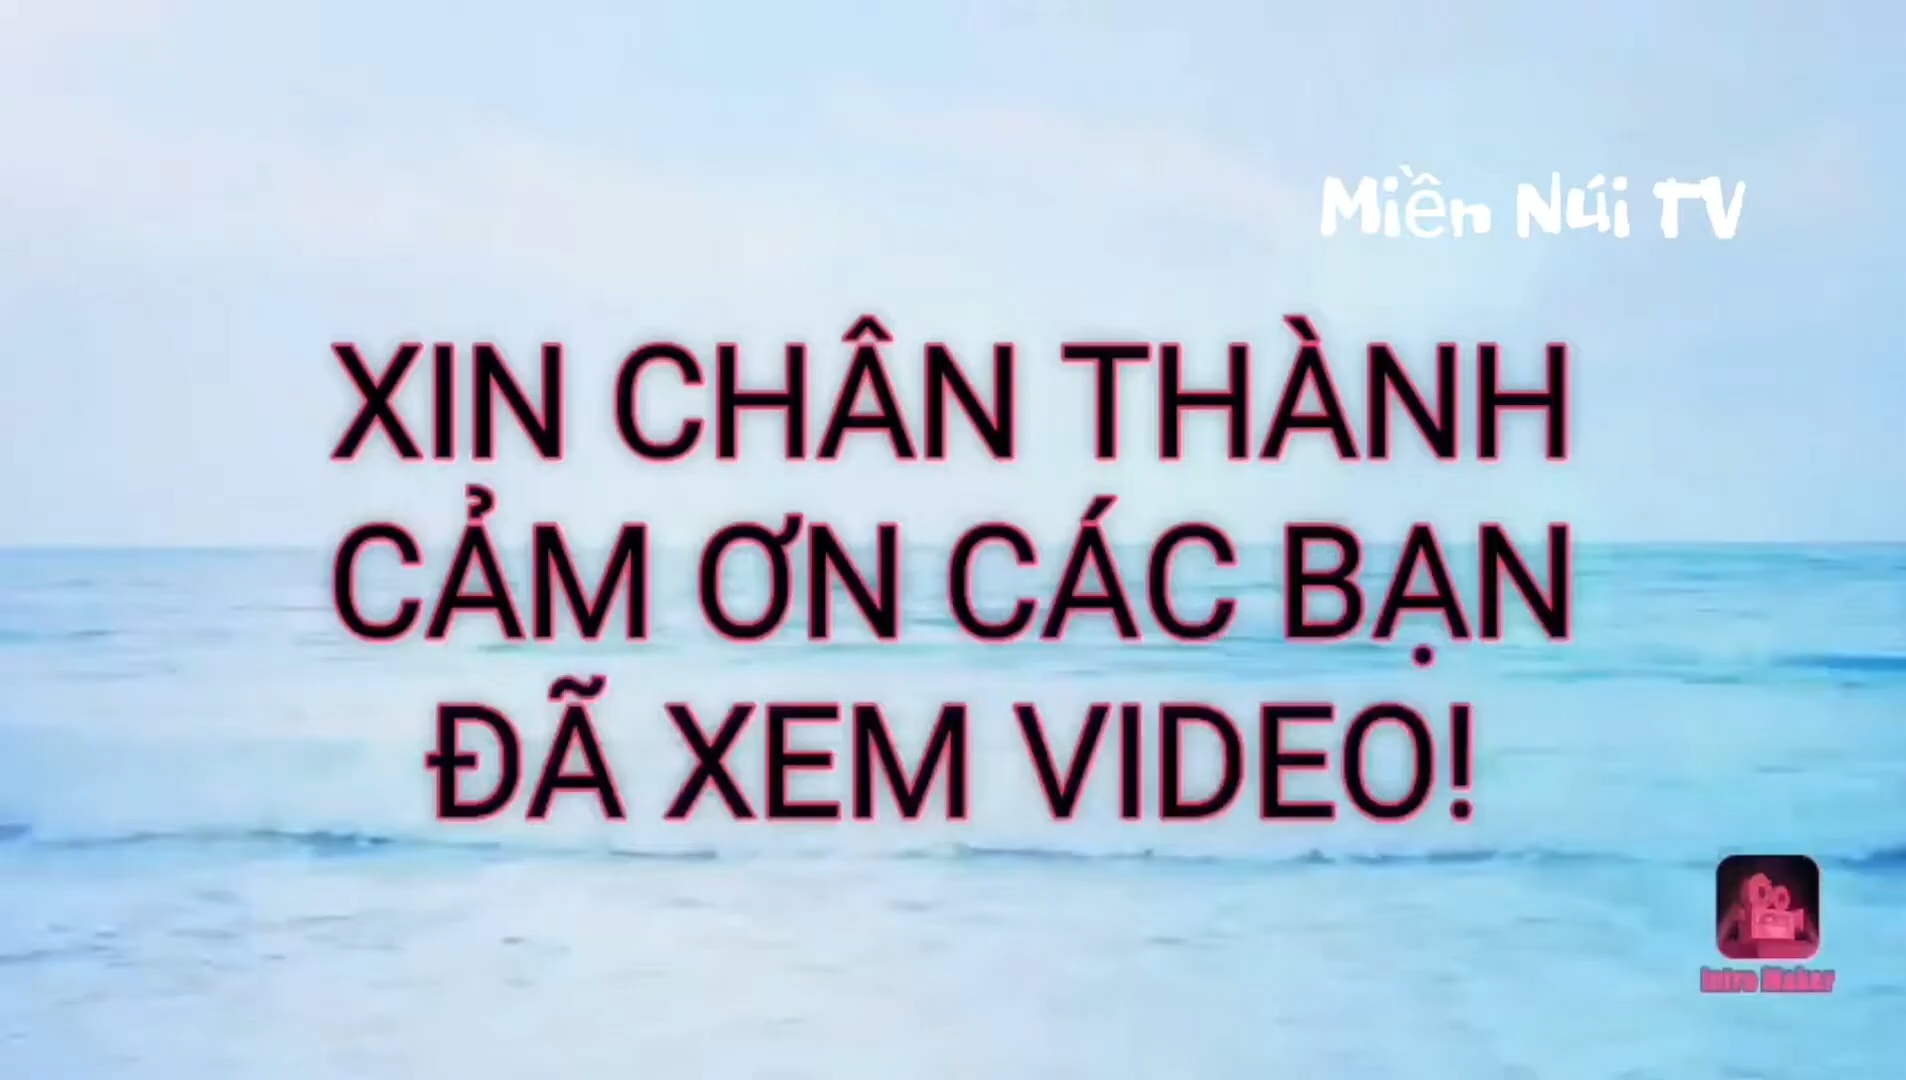 Miền Núi TV
XIN CHÂN THÀNH
CẢM ƠN CÁC BẠN
ĐÃ XEM VIDEO!
Intro Maker